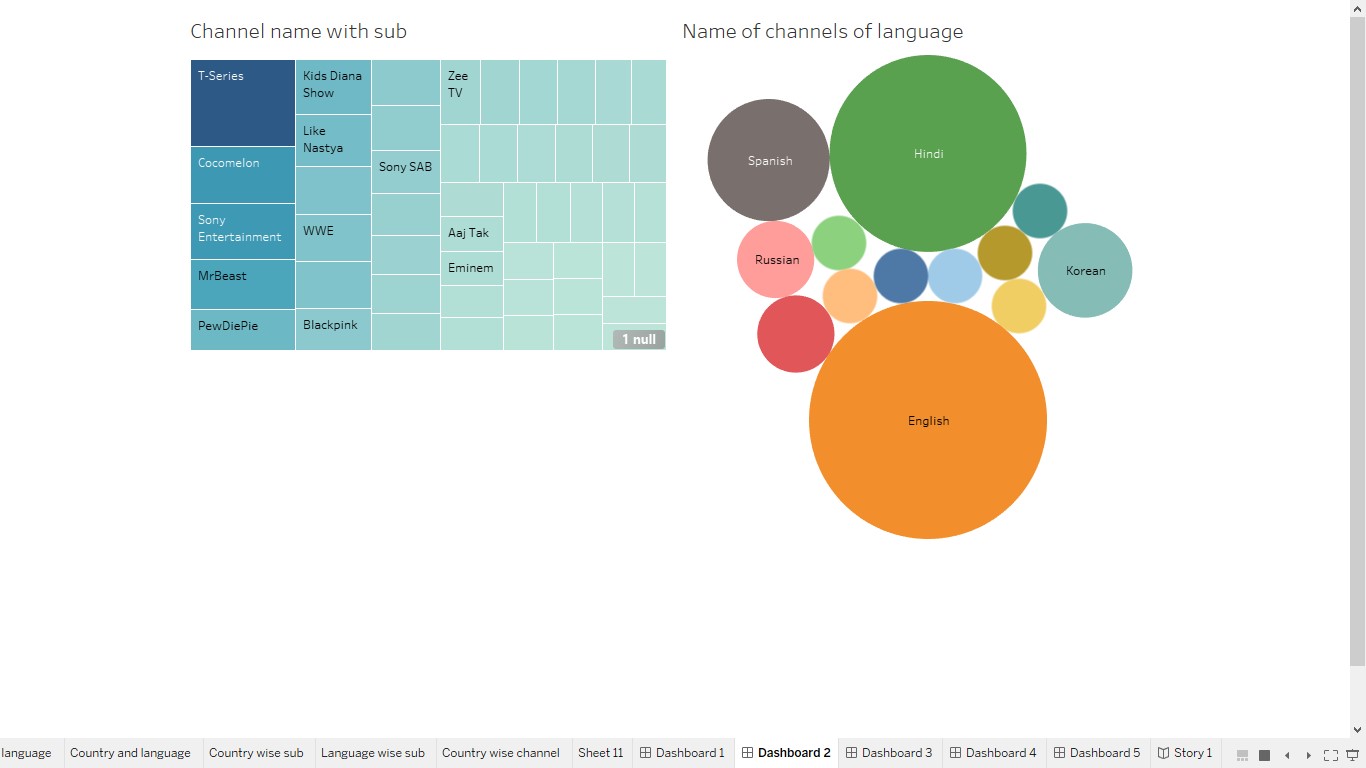 Channel name with sub
Name of channels of language
T-Series
Cocomelon
Sony
Entertainment
MrBeast
PewDiePie
Kids Diana
Show
Like
Nastya
WWE
Blackpink
Sony SAB
Zee
TV
Aaj Tak
Eminem
1 null
Hindi
Spanish
Russian
Korean
English
language
Country and language
Country wise sub
Language wise sub
Country wise channel
Sheet 11
Dashboard 1
Dashboard 2
Dashboard 3
Dashboard 4
Dashboard 5
Story 1